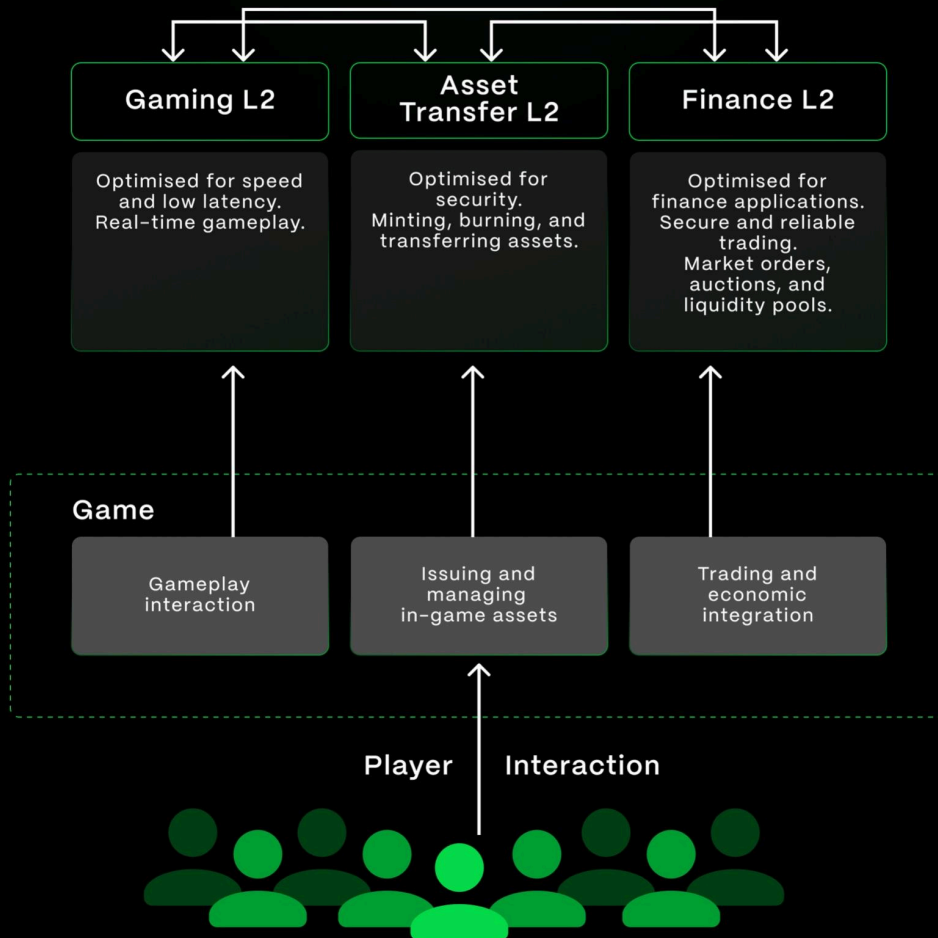 Gaming L2
Asset
Transfer L2
Finance L2
Optimised for speed
and low latency.
Real-time gameplay.
Optimised for
security.
Minting, burning, and
transferring assets.
Optimised for
finance applications.
Secure and reliable
trading.
Market orders,
auctions, and
liquidity pools.
Game
Gameplay
interaction
Issuing and
managing
in-game assets
Trading and
economic
integration
Player Interaction